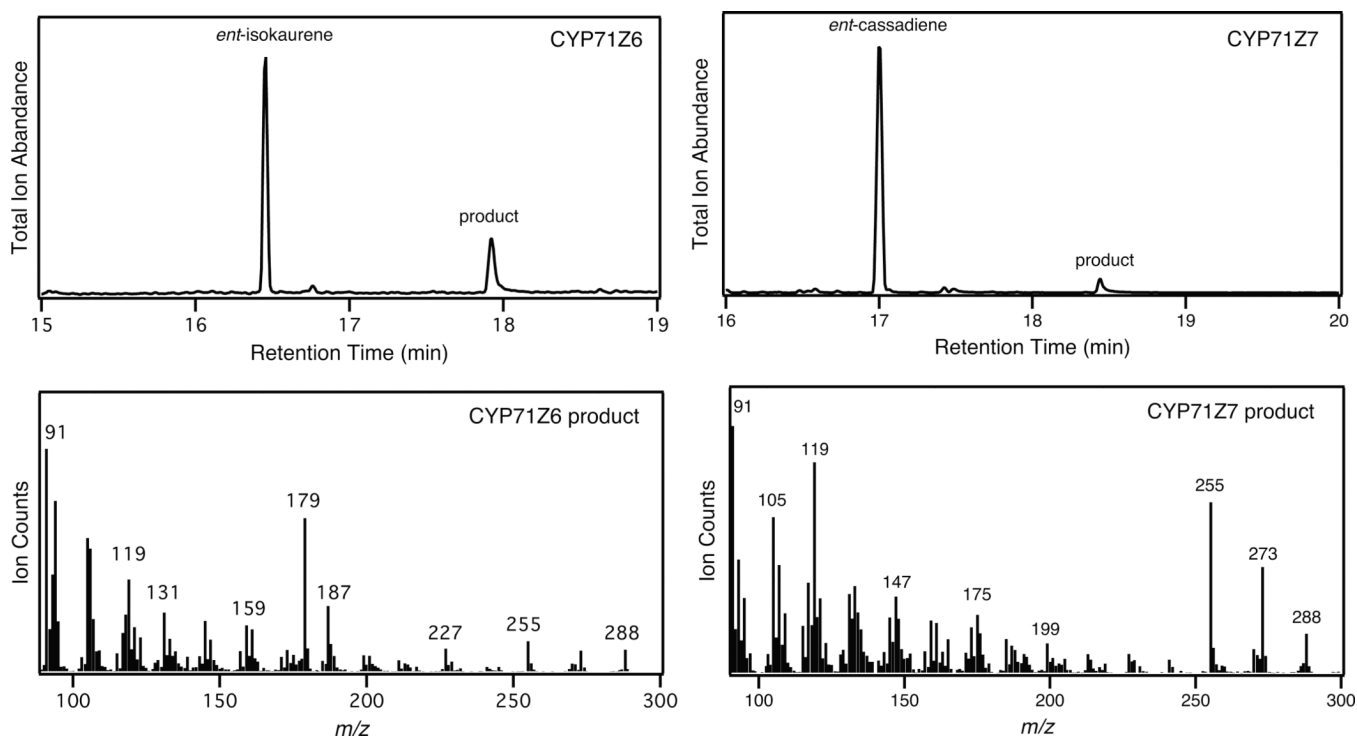 ent-isokaurene
CYP71Z6
product
Total Ion Abandance
15 16 17 18 19
Retention Time (min)
ent-cassadiene
CYP71Z7
product
Total Ion Abundance
16 17 18 19 20
Retention Time (min)
CYP71Z6 product
91
179
119
187
131
159
255
227
288
Ion Counts
100 150 200 250 300
m/z
CYP71Z7 product
91
119
105
255
273
147
175
288
199
Ion Counts
100 150 200 250 300
m/z